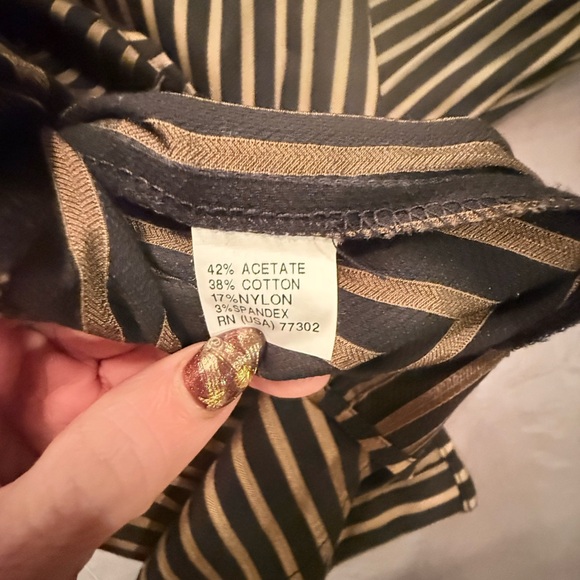 42% ACETATE
38% COTTON
17%NYLON
3%SPANDEX
RN (USA) 77302